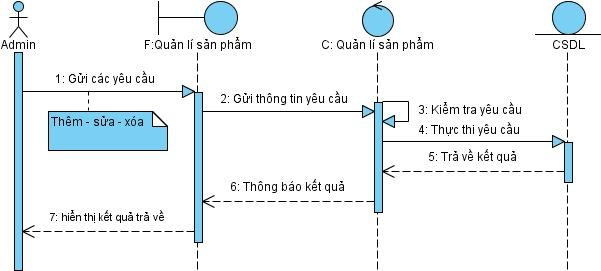 Admin
F:Quản lí sản phẩm
C: Quản lí sản phẩm
CSDL
1: Gửi các yêu cầu
Thêm - sửa - xóa
2: Gửi thông tin yêu cầu
3: Kiểm tra yêu cầu
4: Thực thi yêu cầu
5: Trả về kết quả
6: Thông báo kết quả
7: hiển thị kết quả trả về